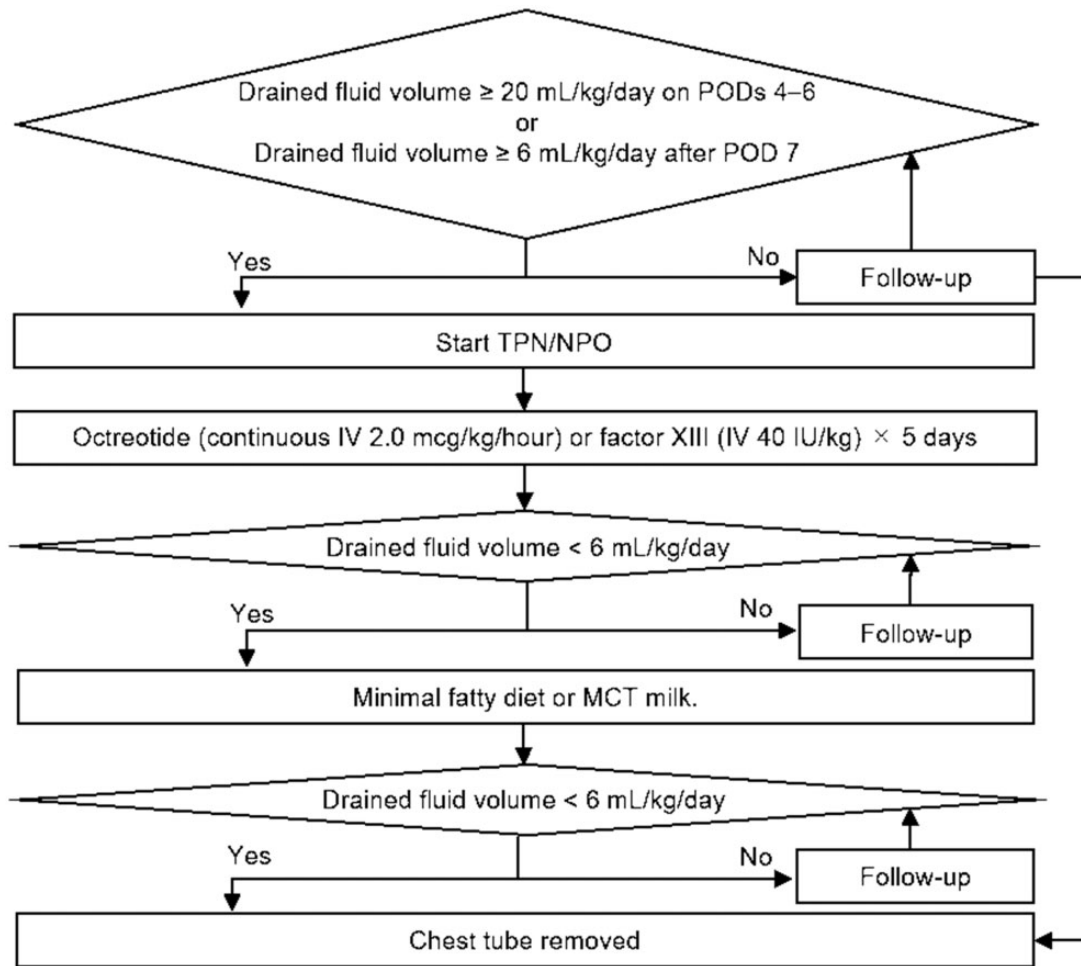 Drained fluid volume ≥ 20 mL/kg/day on PODs 4–6
or
Drained fluid volume ≥ 6 mL/kg/day after POD 7
Yes
No
Follow-up
Start TPN/NPO
Octreotide (continuous IV 2.0 mcg/kg/hour) or factor XIII (IV 40 IU/kg) × 5 days
Drained fluid volume < 6 mL/kg/day
Yes
No
Follow-up
Minimal fatty diet or MCT milk.
Drained fluid volume < 6 mL/kg/day
Yes
No
Follow-up
Chest tube removed